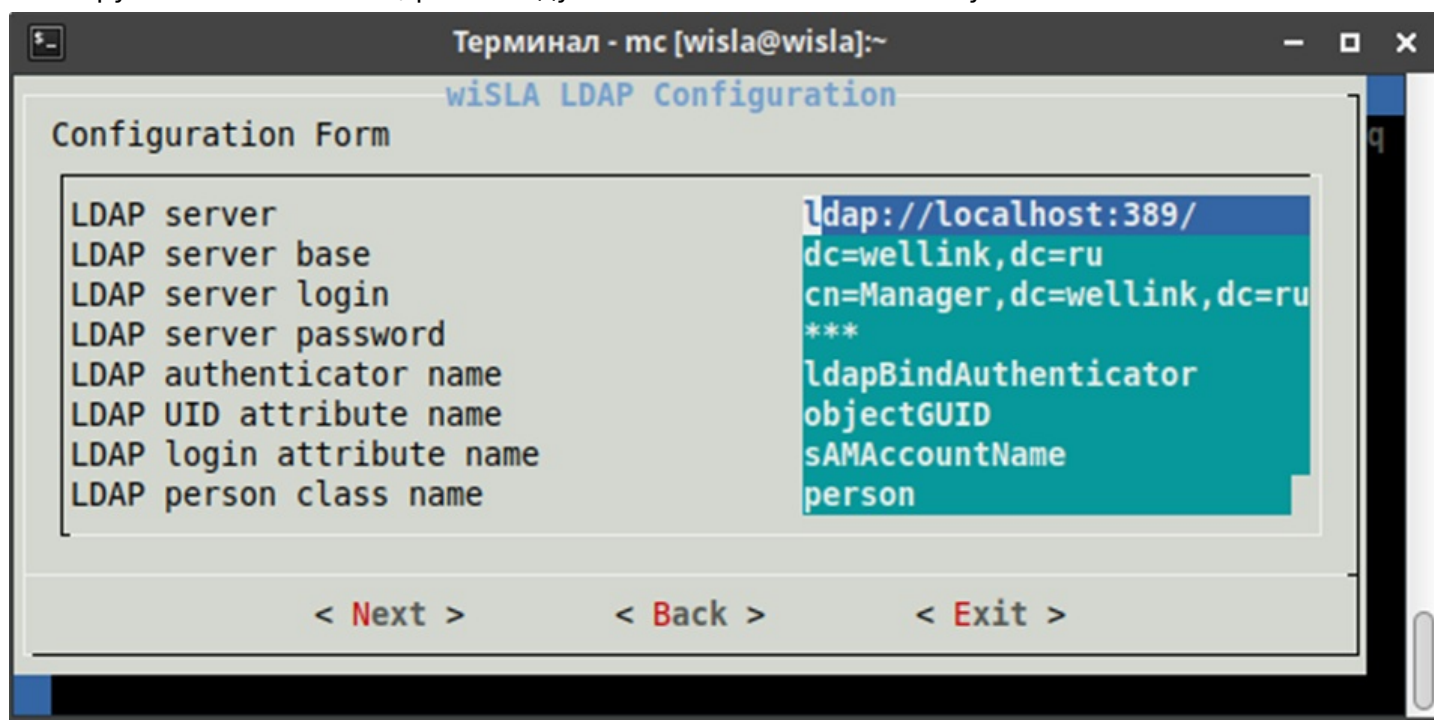 Терминал - mc [wisla@wisla]:~
wiSLA LDAP Configuration
Configuration Form
q
LDAP server ldap://localhost:389/
LDAP server base dc=wellink,dc=ru
LDAP server login cn=Manager,dc=wellink,dc=ru
LDAP server password ***
LDAP authenticator name ldapBindAuthenticator
LDAP UID attribute name objectGUID
LDAP login attribute name sAMAccountName
LDAP person class name person
< Next > < Back > < Exit >